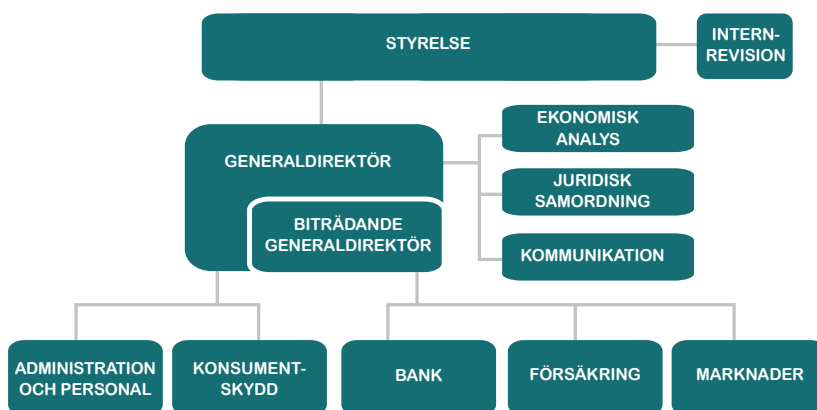 STYRELSE
INTERN-
REVISION
EKONOMISK
ANALYS
GENERALDIREKTÖR
JURIDISK
SAMORDNING
BITRÄDANDE
GENERALDIREKTÖR
KOMMUNIKATION
ADMINISTRATION
OCH PERSONAL
KONSUMENT-
SKYDD
BANK
FÖRSÄKRING
MARKNADER